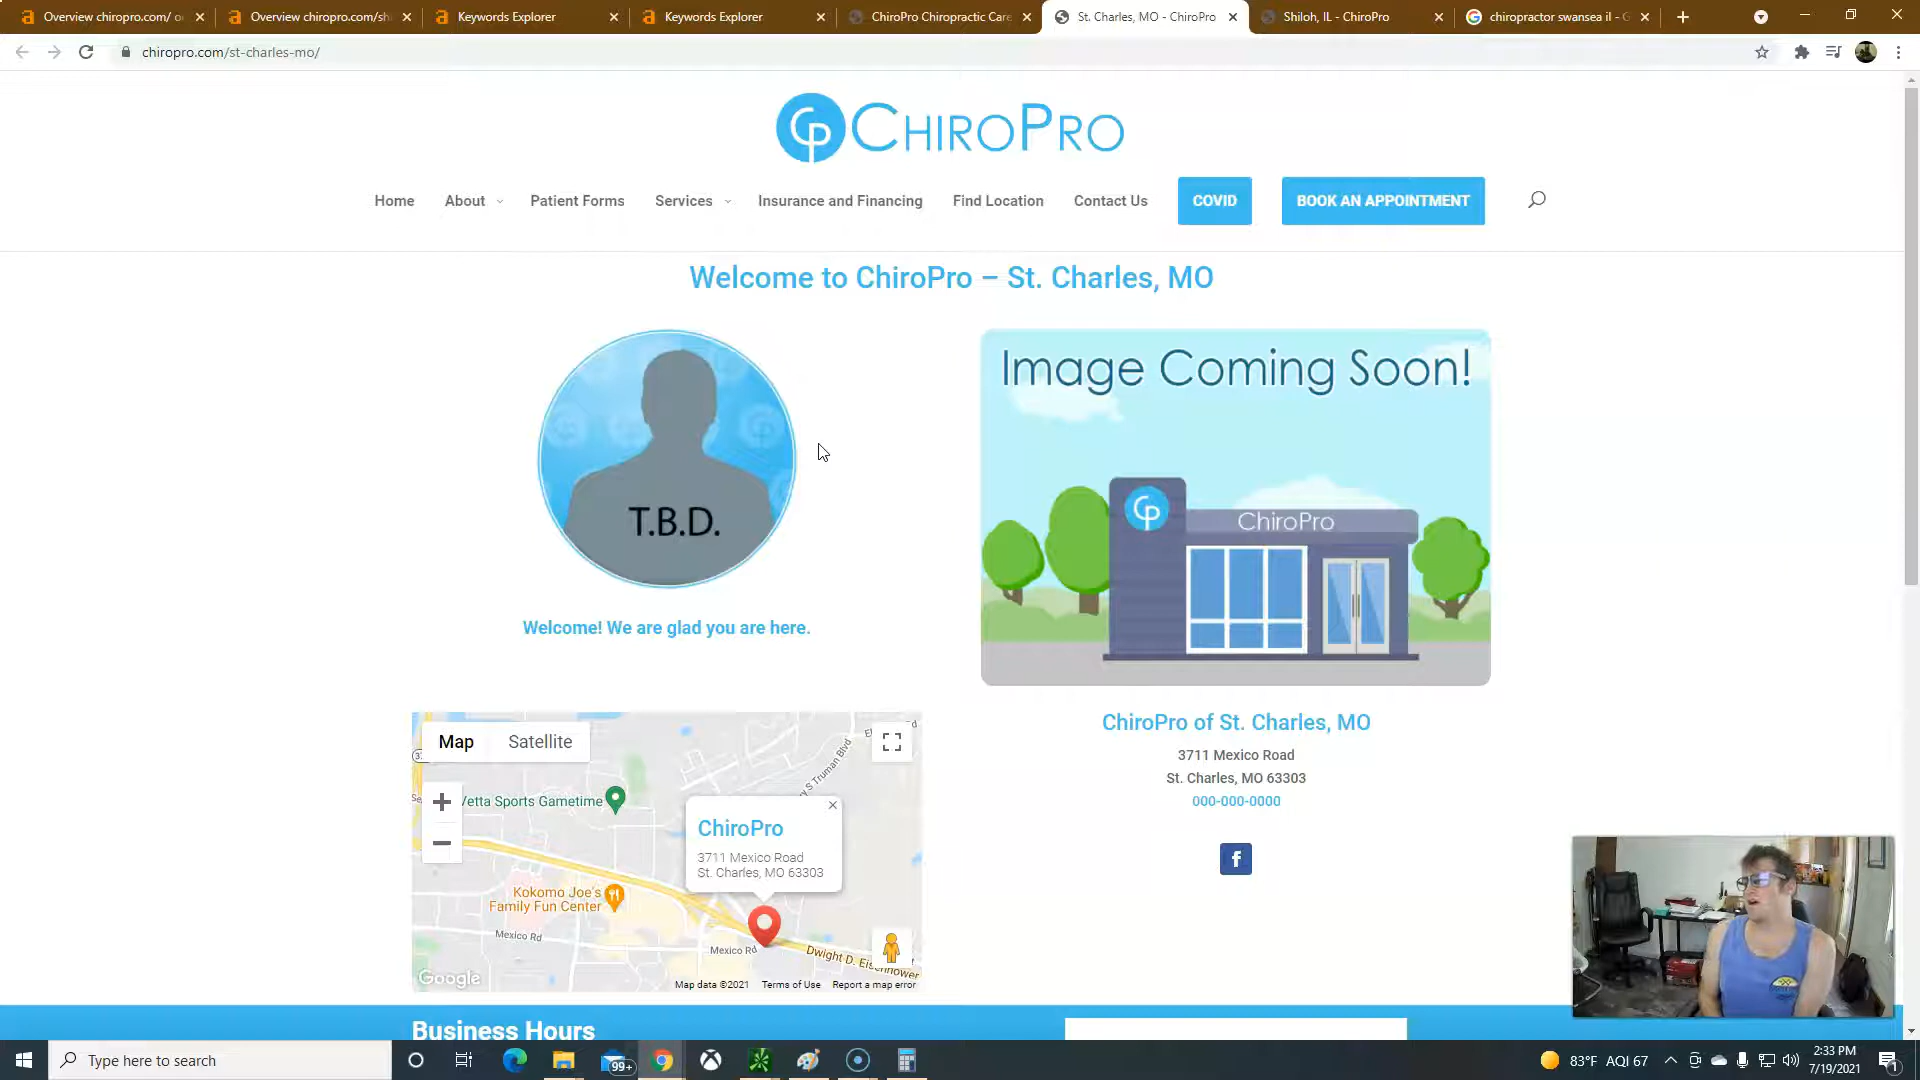 Overview chiropro.com/ o
Overview chiropro.com/sh
Keywords Explorer
Keywords Explorer
ChiroPro Chiropractic Care
St. Charles, MO - ChiroPro
Shiloh, IL - ChiroPro
chiropractor swansea il - G
chiropro.com/st-charles-mo/
CP CHIROPRO
Home
About
Patient Forms
Services
Insurance and Financing
Find Location
Contact Us
COVID
BOOK AN APPOINTMENT
Welcome to ChiroPro – St. Charles, MO
T.B.D.
Welcome! We are glad you are here.
Image Coming Soon!
CP
ChiroPro
ChiroPro of St. Charles, MO
3711 Mexico Road
St. Charles, MO 63303
000-000-0000
f
Map
Satellite
Vetta Sports Gametime
ChiroPro
3711 Mexico Road
St. Charles, MO 63303
Kokomo Joe's
Family Fun Center
Mexico Rd
Mexico Rd
S Truman Blvd
Dwight D. Eisenhower
Google
Map data ©2021
Terms of Use
Report a map error
Business Hours
Type here to search
99+
83°F AQI 67
2:33 PM
7/19/2021
1